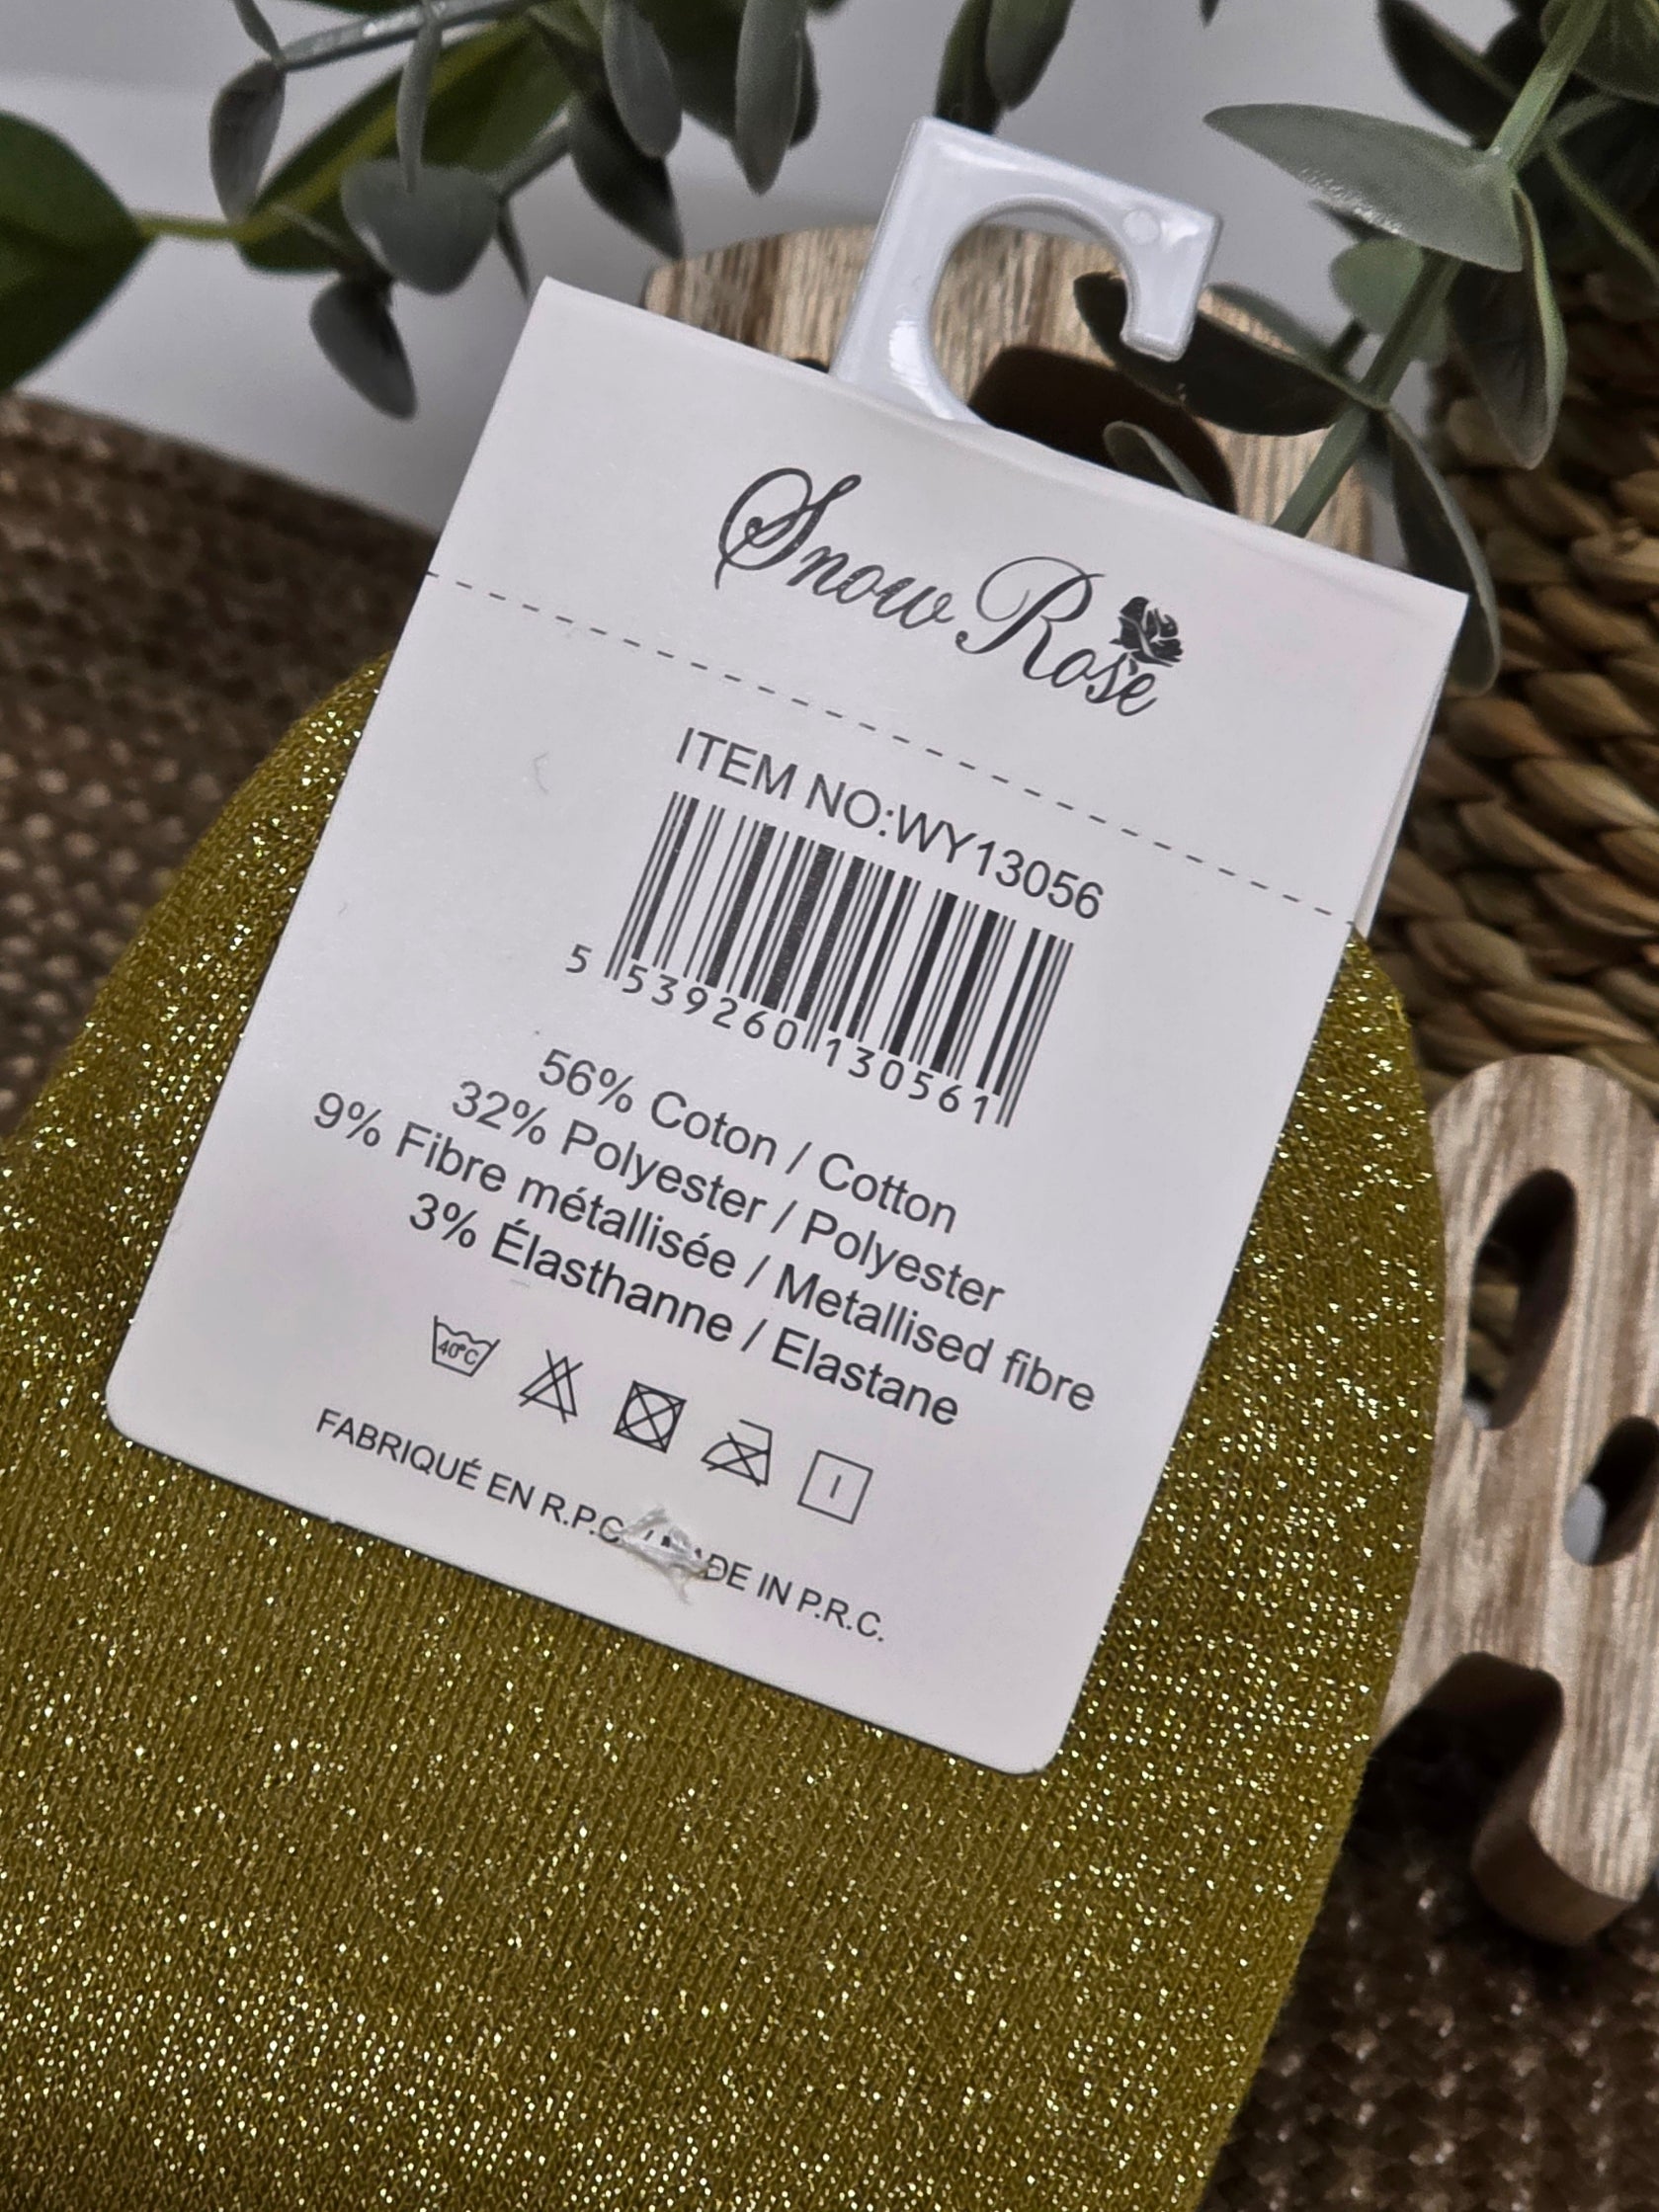 Snow Rose
ITEM NO:WY13056
5 539260 130561
56% Coton / Cotton
32% Polyester / Polyester
9% Fibre métallisée / Metallised fibre
3% Élasthanne / Elastane
40°C
FABRIQUÉ EN R.P.C. / MADE IN P.R.C.